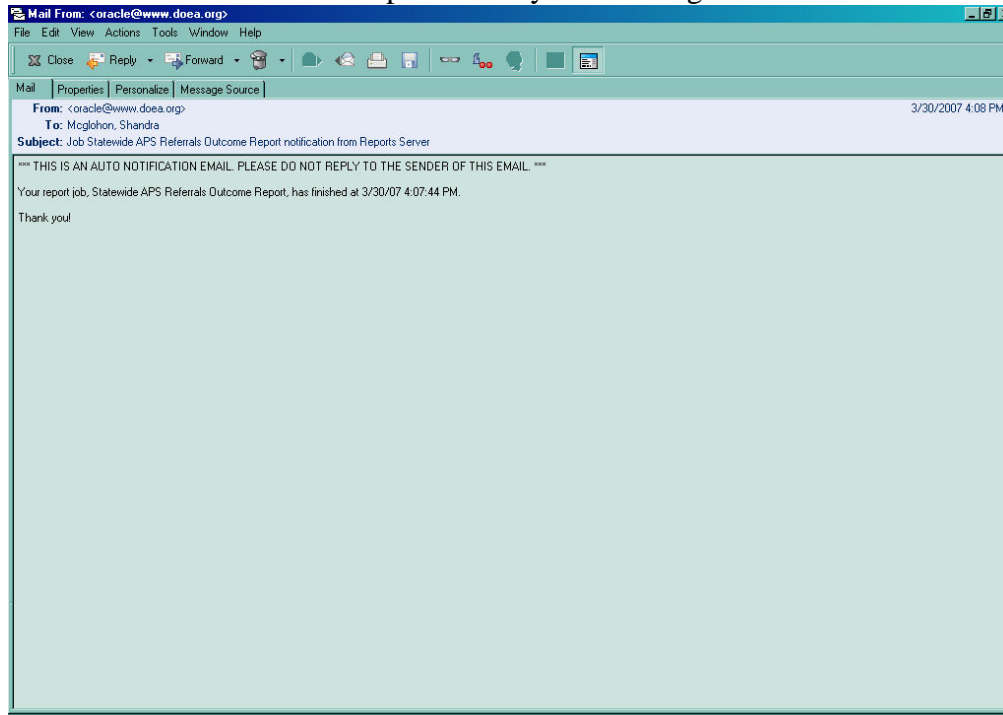 Mail From: <oracle@www.doea.org>
File Edit View Actions Tools Window Help
Close Reply Forward
Mail Properties Personalize Message Source
From: <oracle@www.doea.org> 3/30/2007 4:08 PM
To: Mcglohon, Shandra
Subject: Job Statewide APS Referrals Outcome Report notification from Reports Server
*** THIS IS AN AUTO NOTIFICATION EMAIL. PLEASE DO NOT REPLY TO THE SENDER OF THIS EMAIL. ***
Your report job, Statewide APS Referrals Outcome Report, has finished at 3/30/07 4:07:44 PM.
Thank you!